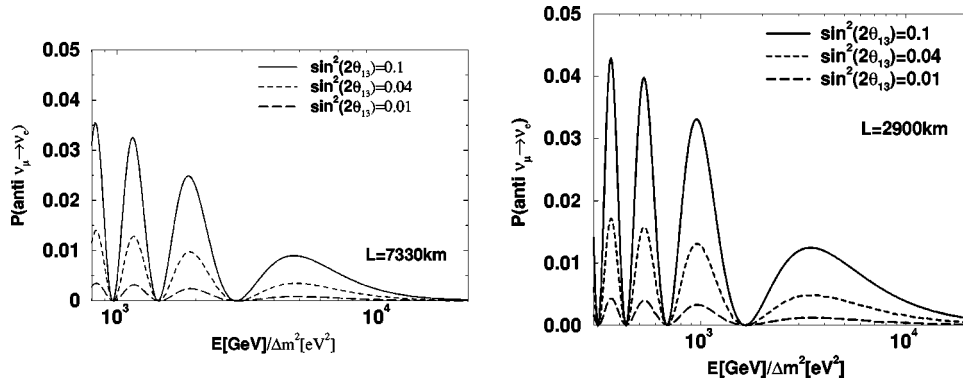 0.05
0.04
0.03
0.02
0.01
0
P(anti ν_μ→ν_e)
sin²(2θ₁₃)=0.1
sin²(2θ₁₃)=0.04
sin²(2θ₁₃)=0.01
L=7330km
10³
10⁴
E[GeV]/Δm²[eV²]
0.05
0.04
0.03
0.02
0.01
0.00
P(anti ν_μ→ν_e)
sin²(2θ₁₃)=0.1
sin²(2θ₁₃)=0.04
sin²(2θ₁₃)=0.01
L=2900km
10³
10⁴
E[GeV]/Δm²[eV²]